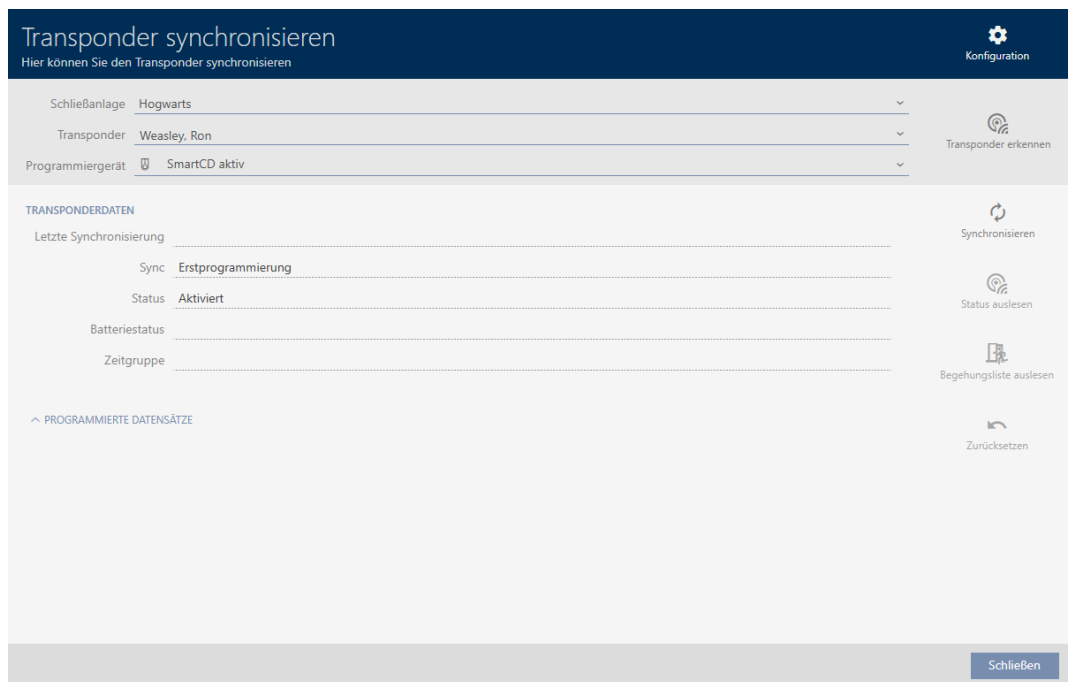 Transponder synchronisieren
Hier können Sie den Transponder synchronisieren
Konfiguration
Schließanlage Hogwarts
Transponder Weasley, Ron
Programmiergerät SmartCD aktiv
Transponder erkennen
TRANSPONDERDATEN
Letzte Synchronisierung
Sync Erstprogrammierung
Status Aktiviert
Batteriestatus
Zeitgruppe
PROGRAMMIERTE DATENSÄTZE
Synchronisieren
Status auslesen
Begehungsliste auslesen
Zurücksetzen
Schließen